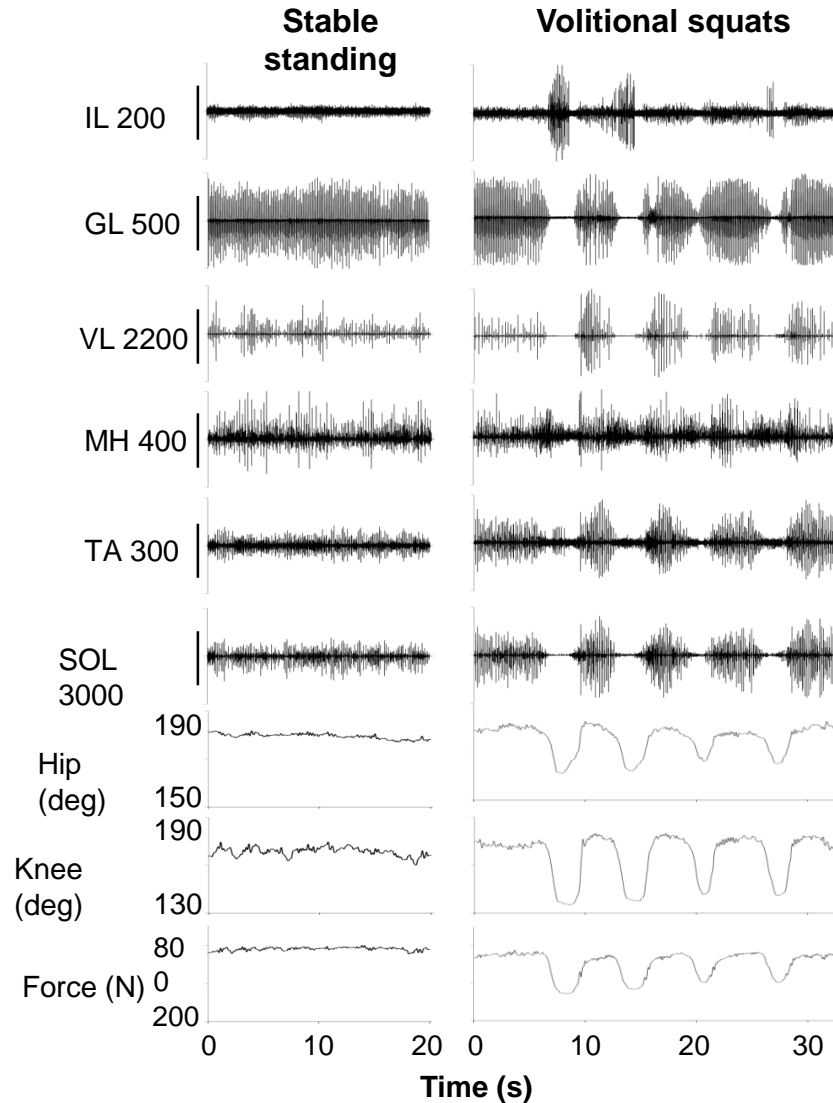 Stable
standing
Volitional squats
IL 200
GL 500
VL 2200
MH 400
TA 300
SOL
3000
190
Hip
(deg)
150
190
Knee
(deg)
130
80
Force (N) 0
200
0 10 20 0 10 20 30
Time (s)